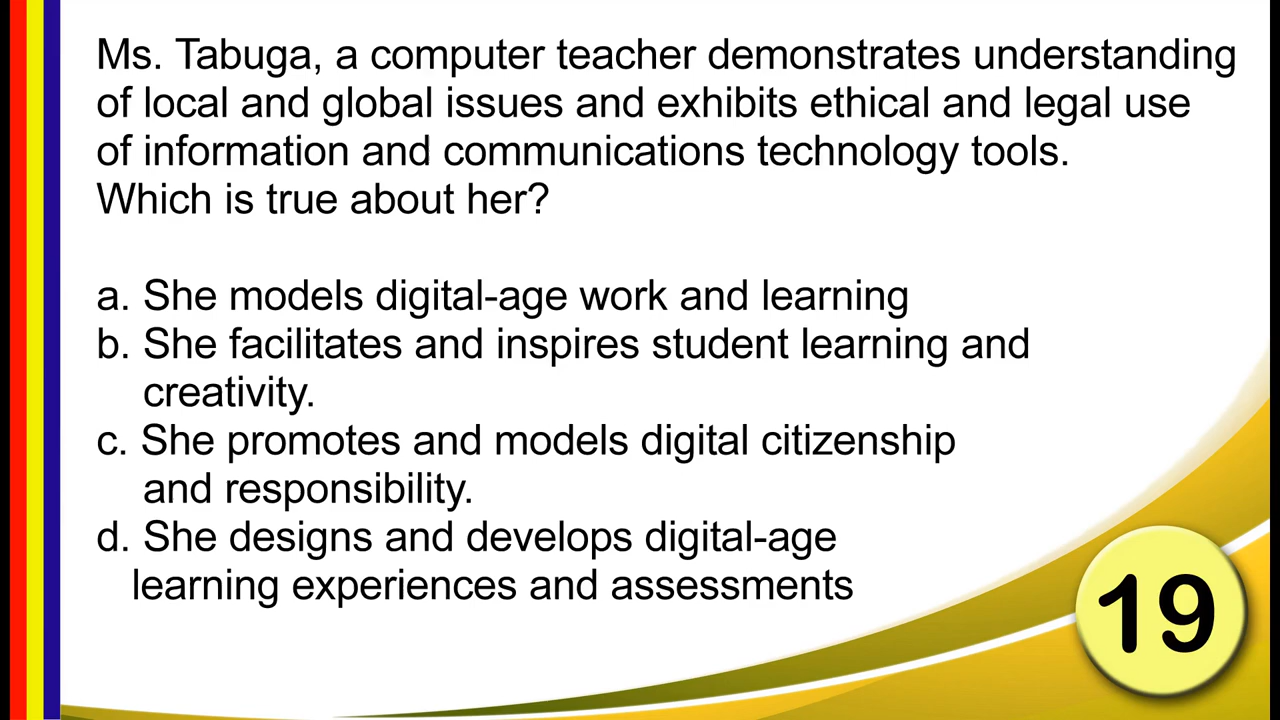 Ms. Tabuga, a computer teacher demonstrates understanding
of local and global issues and exhibits ethical and legal use
of information and communications technology tools.
Which is true about her?
a. She models digital-age work and learning
b. She facilitates and inspires student learning and
creativity.
c. She promotes and models digital citizenship
and responsibility.
d. She designs and develops digital-age
learning experiences and assessments
19